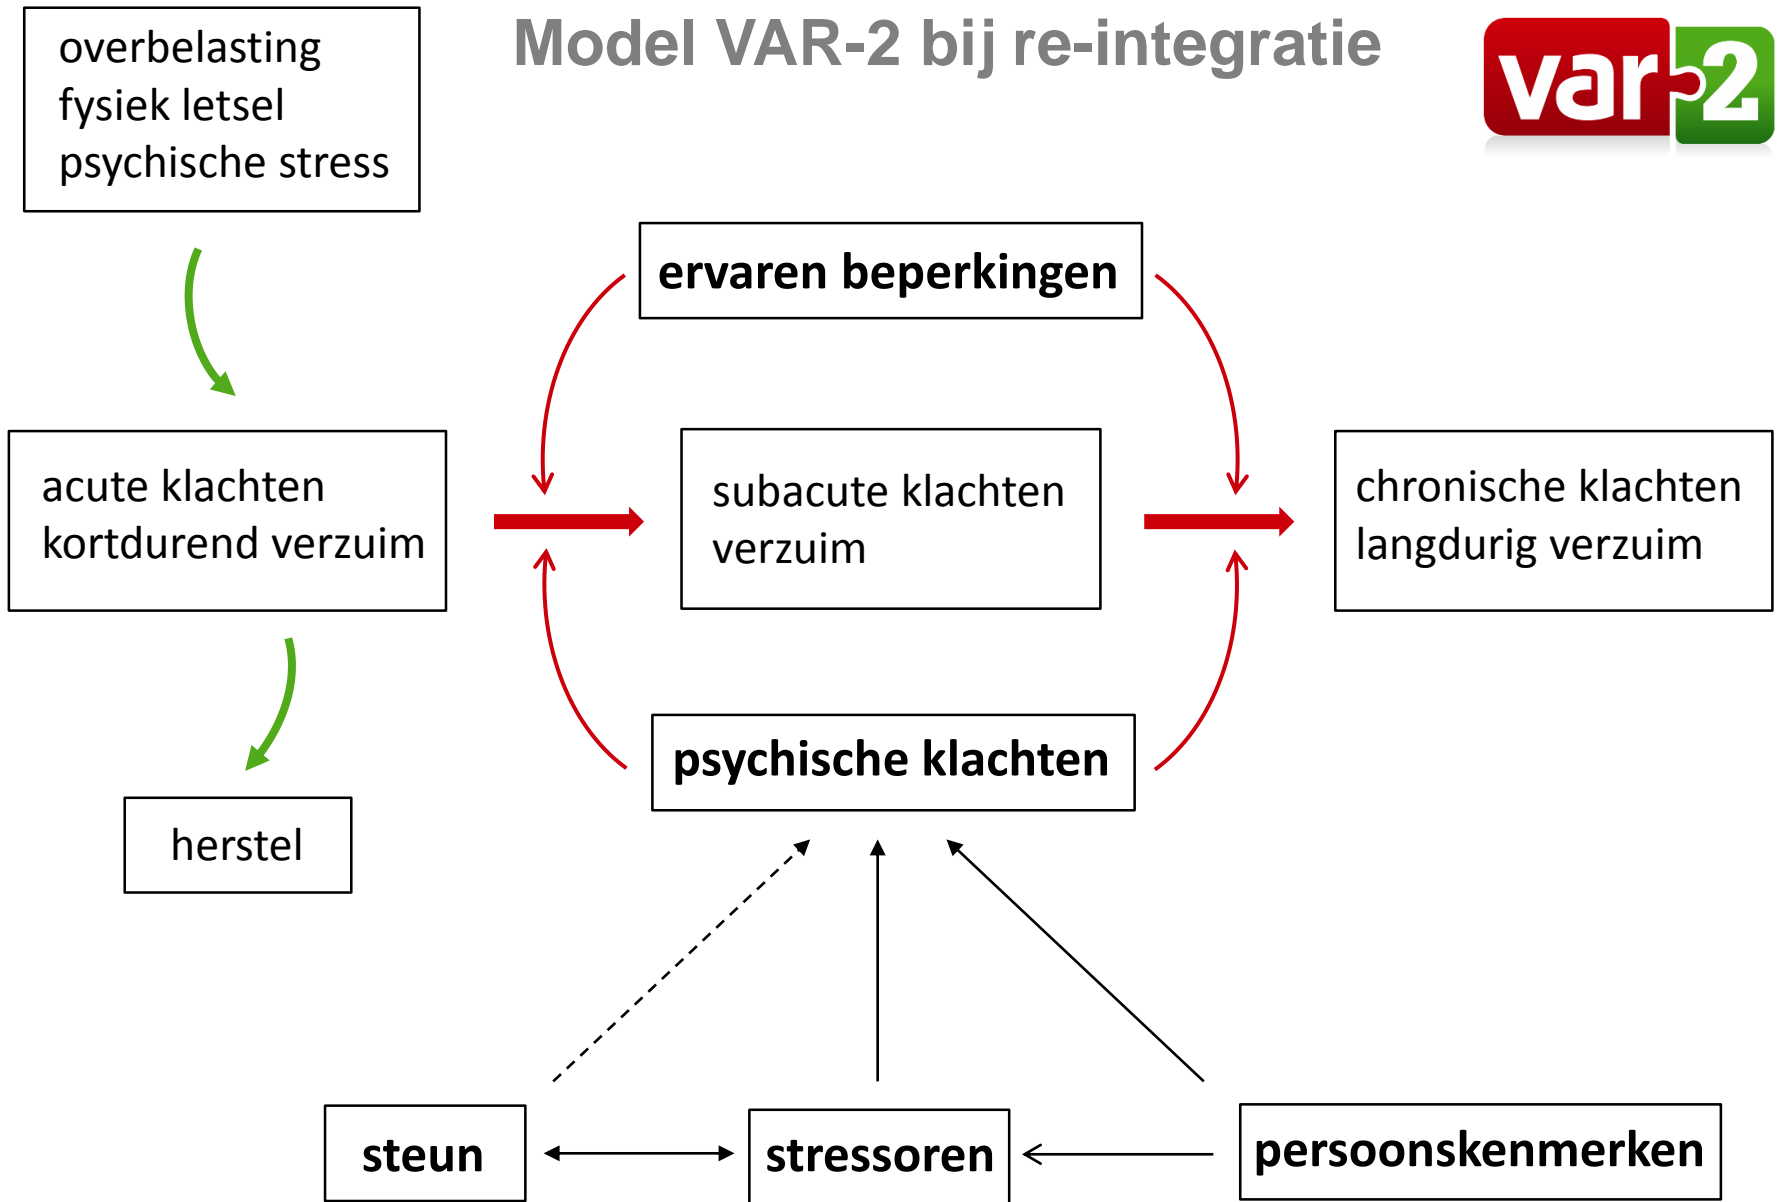 Model VAR-2 bij re-integratie
var-2
overbelasting
fysiek letsel
psychische stress
ervaren beperkingen
acute klachten
kortdurend verzuim
subacute klachten
verzuim
chronische klachten
langdurig verzuim
psychische klachten
herstel
steun
stressoren
persoonskenmerken